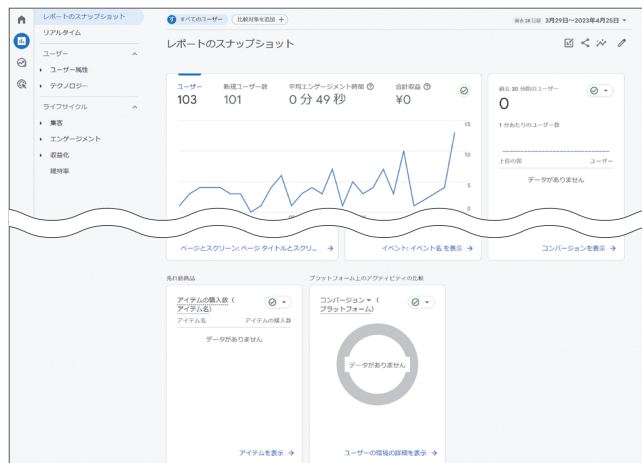 レポートのスナップショット
リアルタイム
ユーザー
ユーザー属性
テクノロジー
ライフサイクル
集客
エンゲージメント
収益化
維持率
す すべてのユーザー 比較対象を追加 +
過去 28 日間 3月29日～2023年4月25日
レポートのスナップショット
ユーザー 新規ユーザー数 平均エンゲージメント時間 合計収益
103 101 0 分 49 秒 ¥0
15
10
5
0
過去 30 分間のユーザー
0
1 分あたりのユーザー数
上位の国 ユーザー
データがありません
ページとスクリーン: ページ タイトルとスクリ... →
イベント: イベント名 を表示 →
コンバージョンを表示 →
売れ筋商品
アイテムの購入数 (
アイテム名)
アイテム名 アイテムの購入数
データがありません
アイテムを表示 →
プラットフォーム上のアクティビティの比較
コンバージョン (
プラットフォーム)
データがありません
ユーザーの環境の詳細を表示 →